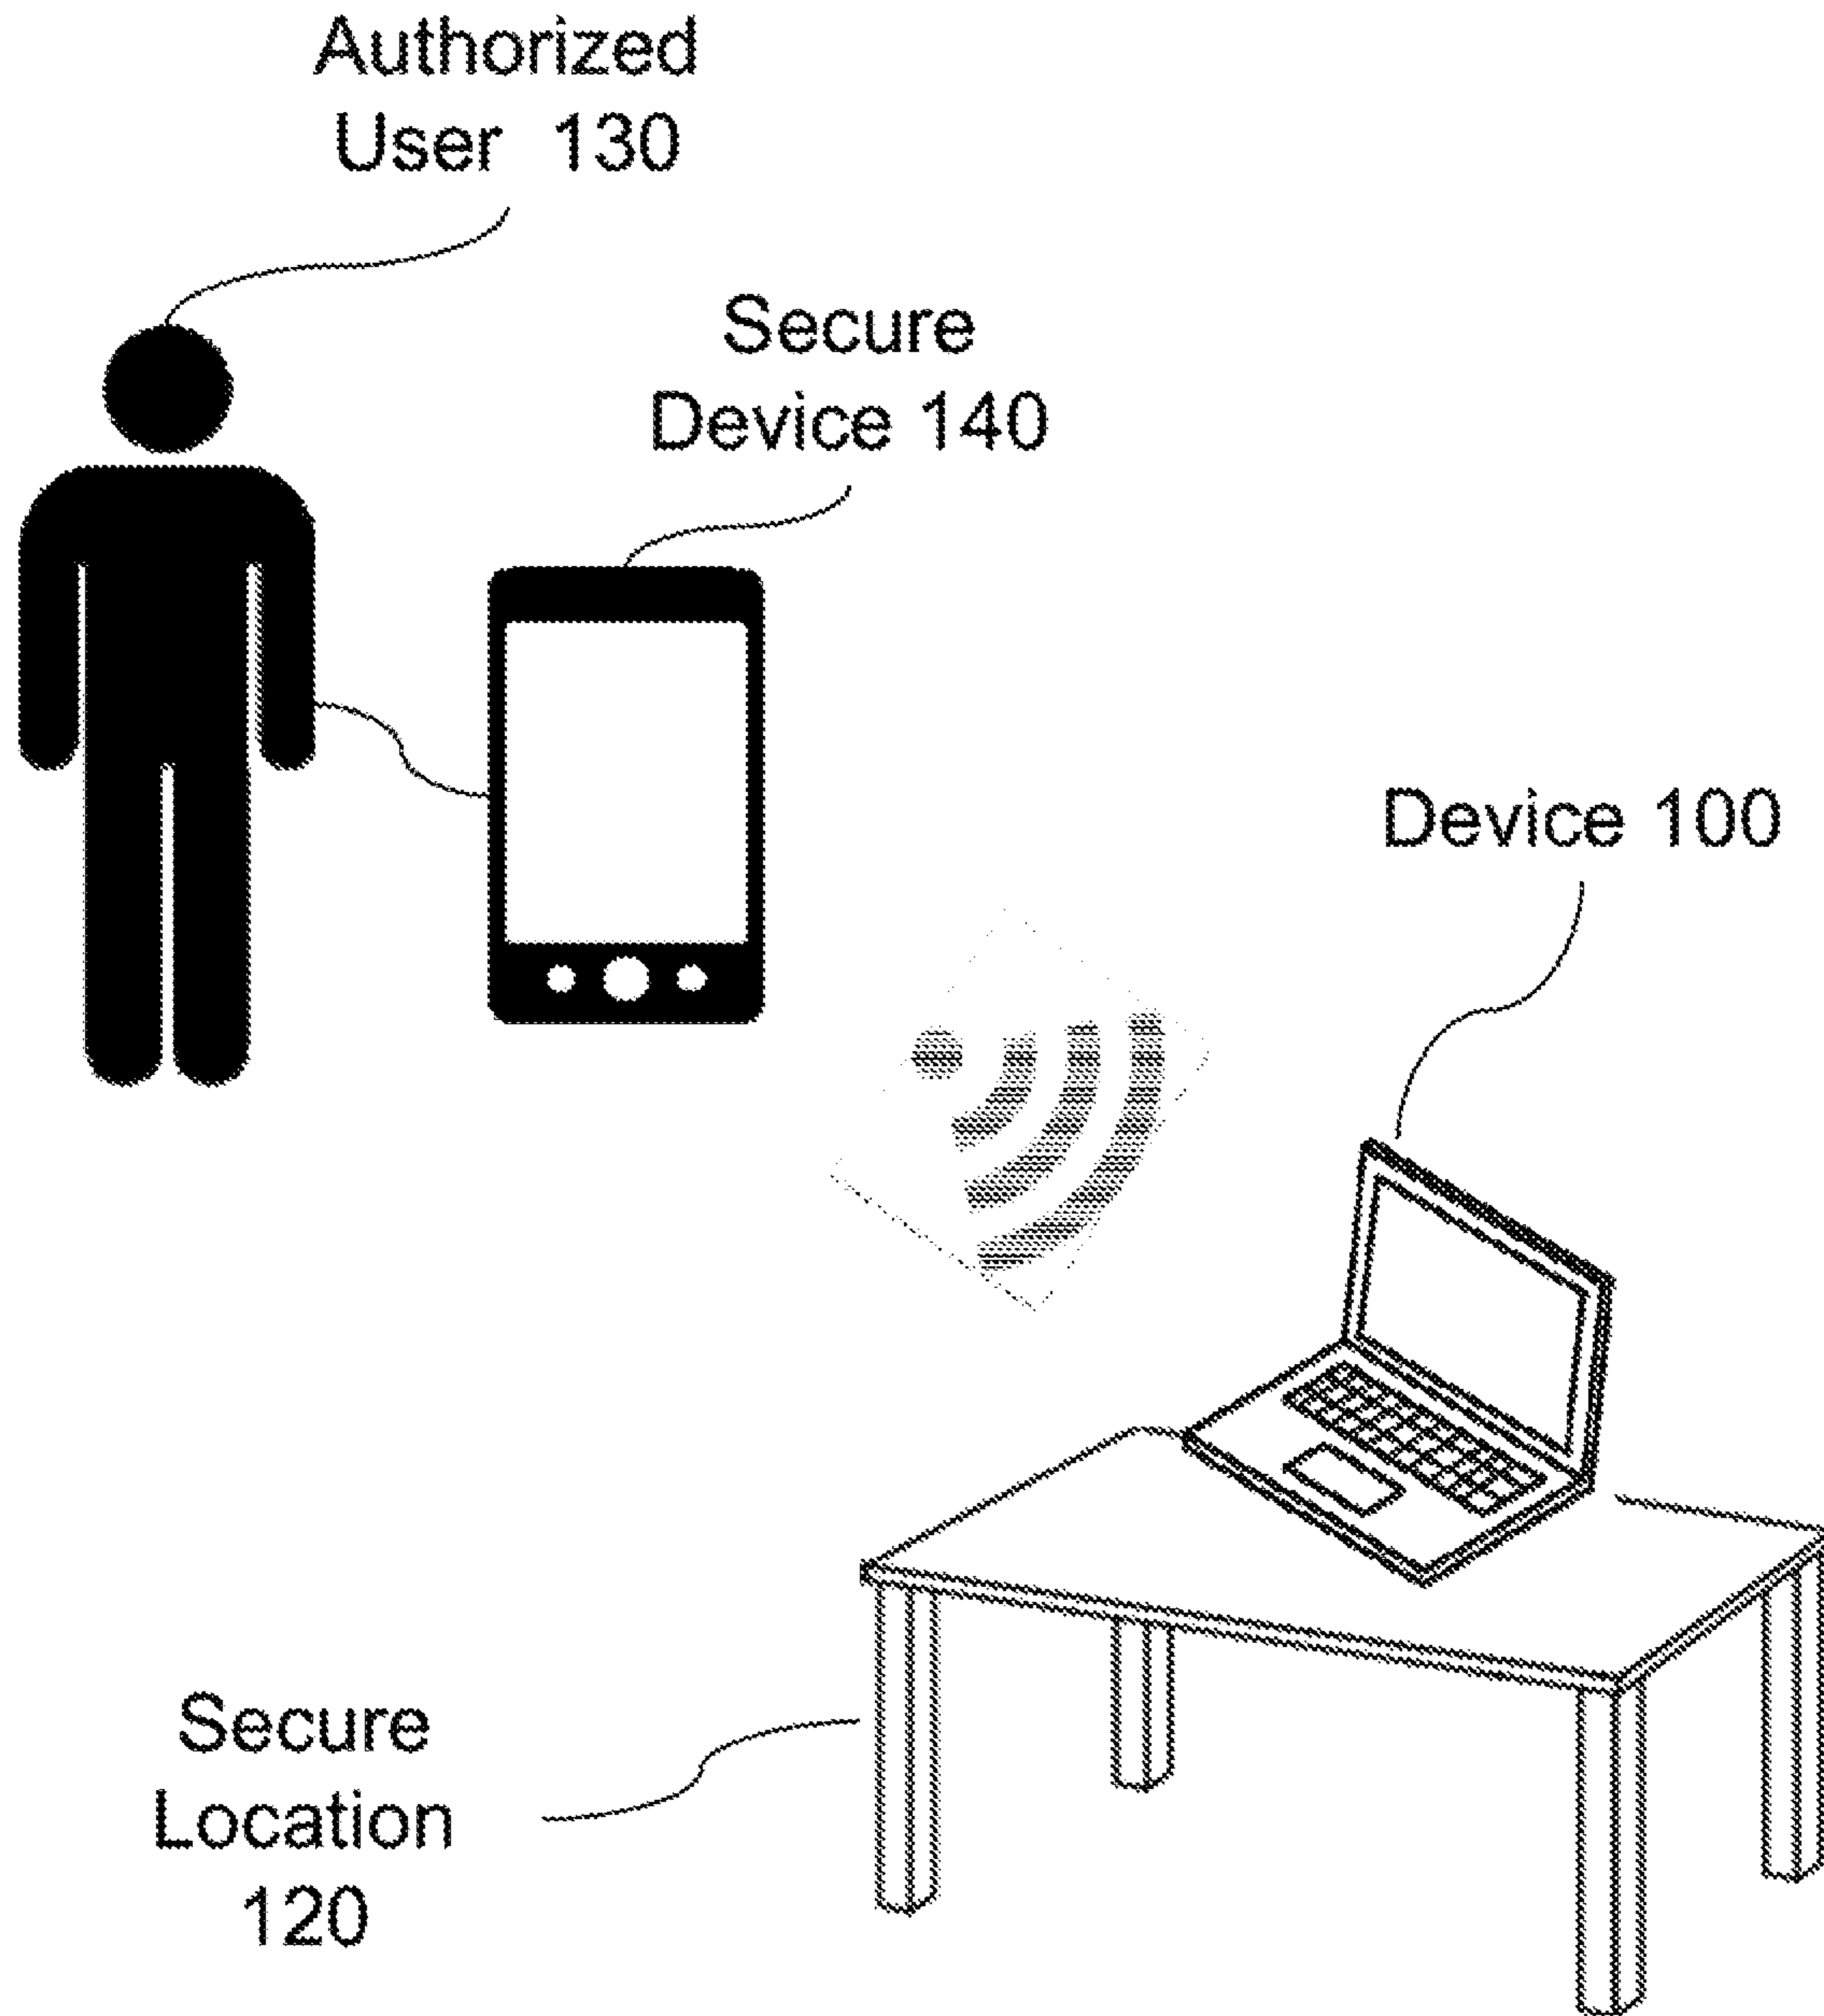 Authorized
User 130
Secure
Device 140
Device 100
Secure
Location
120